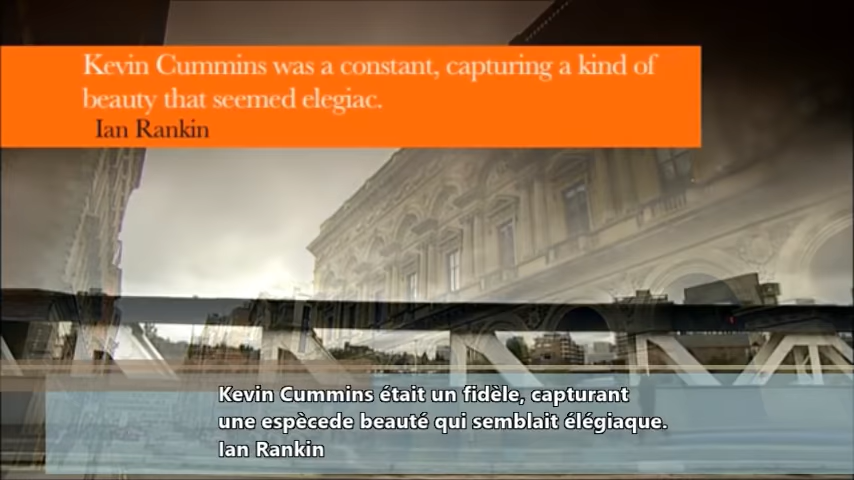 Kevin Cummins was a constant, capturing a kind of
beauty that seemed elegiac.
Ian Rankin
Kevin Cummins était un fidèle, capturant
une espècede beauté qui semblait élégiaque.
Ian Rankin